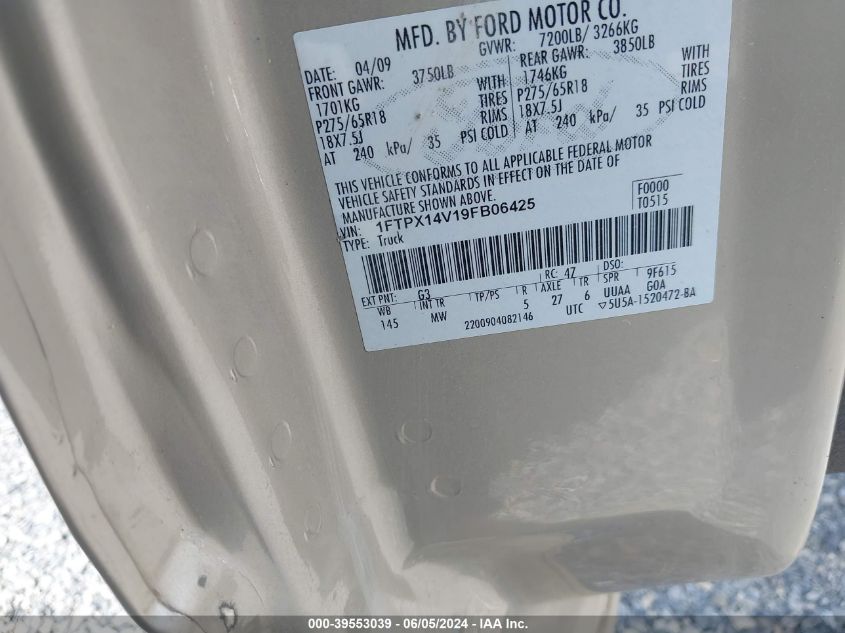 MFD. BY FORD MOTOR CO.
DATE: 04/09 GVWR: 7200LB/ 3266KG
FRONT GAWR: 3750LB REAR GAWR: 3850LB
1701KG WITH 1746KG WITH
P275/65R18 TIRES P275/65R18 TIRES
18X7.5J RIMS 18X7.5J RIMS
AT 240 kPa/ 35 PSI COLD AT 240 kPa/ 35 PSI COLD
THIS VEHICLE CONFORMS TO ALL APPLICABLE FEDERAL MOTOR
VEHICLE SAFETY STANDARDS IN EFFECT ON THE DATE OF
MANUFACTURE SHOWN ABOVE.
VIN: 1FTPX14V19FB06425 F0000
TYPE: Truck T0515
EXT PNT: G3 RC: 47 DSO: 9F615
WB INT TR TP/PS R AXLE TR SPR
145 MW 5 27 6 UUAA G0A
2200904082146 UTC ▽5U5A-1520472-BA
000-39553039 - 06/05/2024 - IAA Inc.